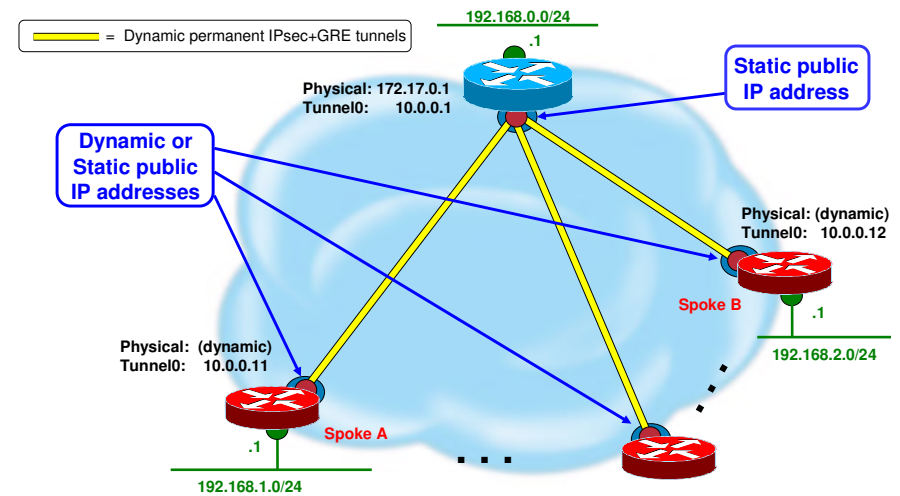 192.168.0.0/24
.1
= Dynamic permanent IPsec+GRE tunnels
Physical: 172.17.0.1
Tunnel0: 10.0.0.1
Static public
IP address
Dynamic or
Static public
IP addresses
Physical: (dynamic)
Tunnel0: 10.0.0.12
Spoke B
.1
192.168.2.0/24
Physical: (dynamic)
Tunnel0: 10.0.0.11
Spoke A
.1
. . .
. . .
192.168.1.0/24